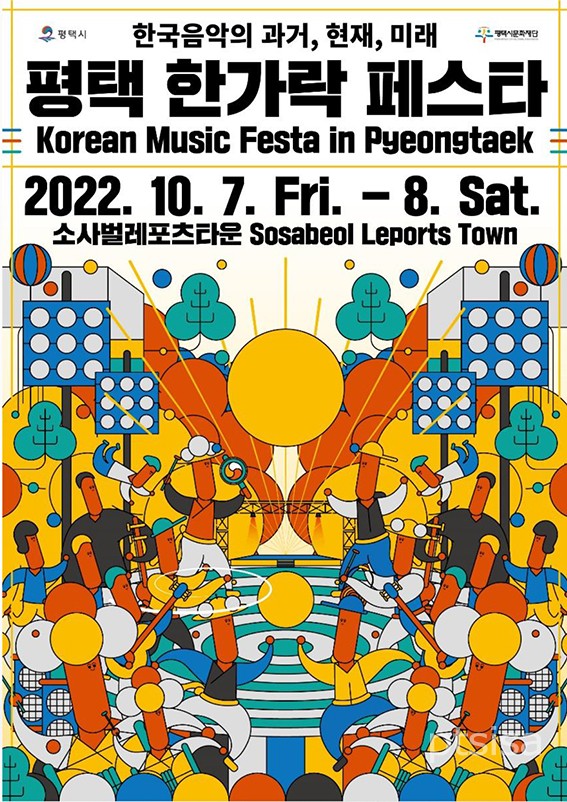 평택시
평택시문화재단
한국음악의 과거, 현재, 미래
평택 한가락 페스타
Korean Music Festa in Pyeongtaek
2022. 10. 7. Fri. – 8. Sat.
소사벌레포츠타운 Sosabeol Leports Town
ptsisa